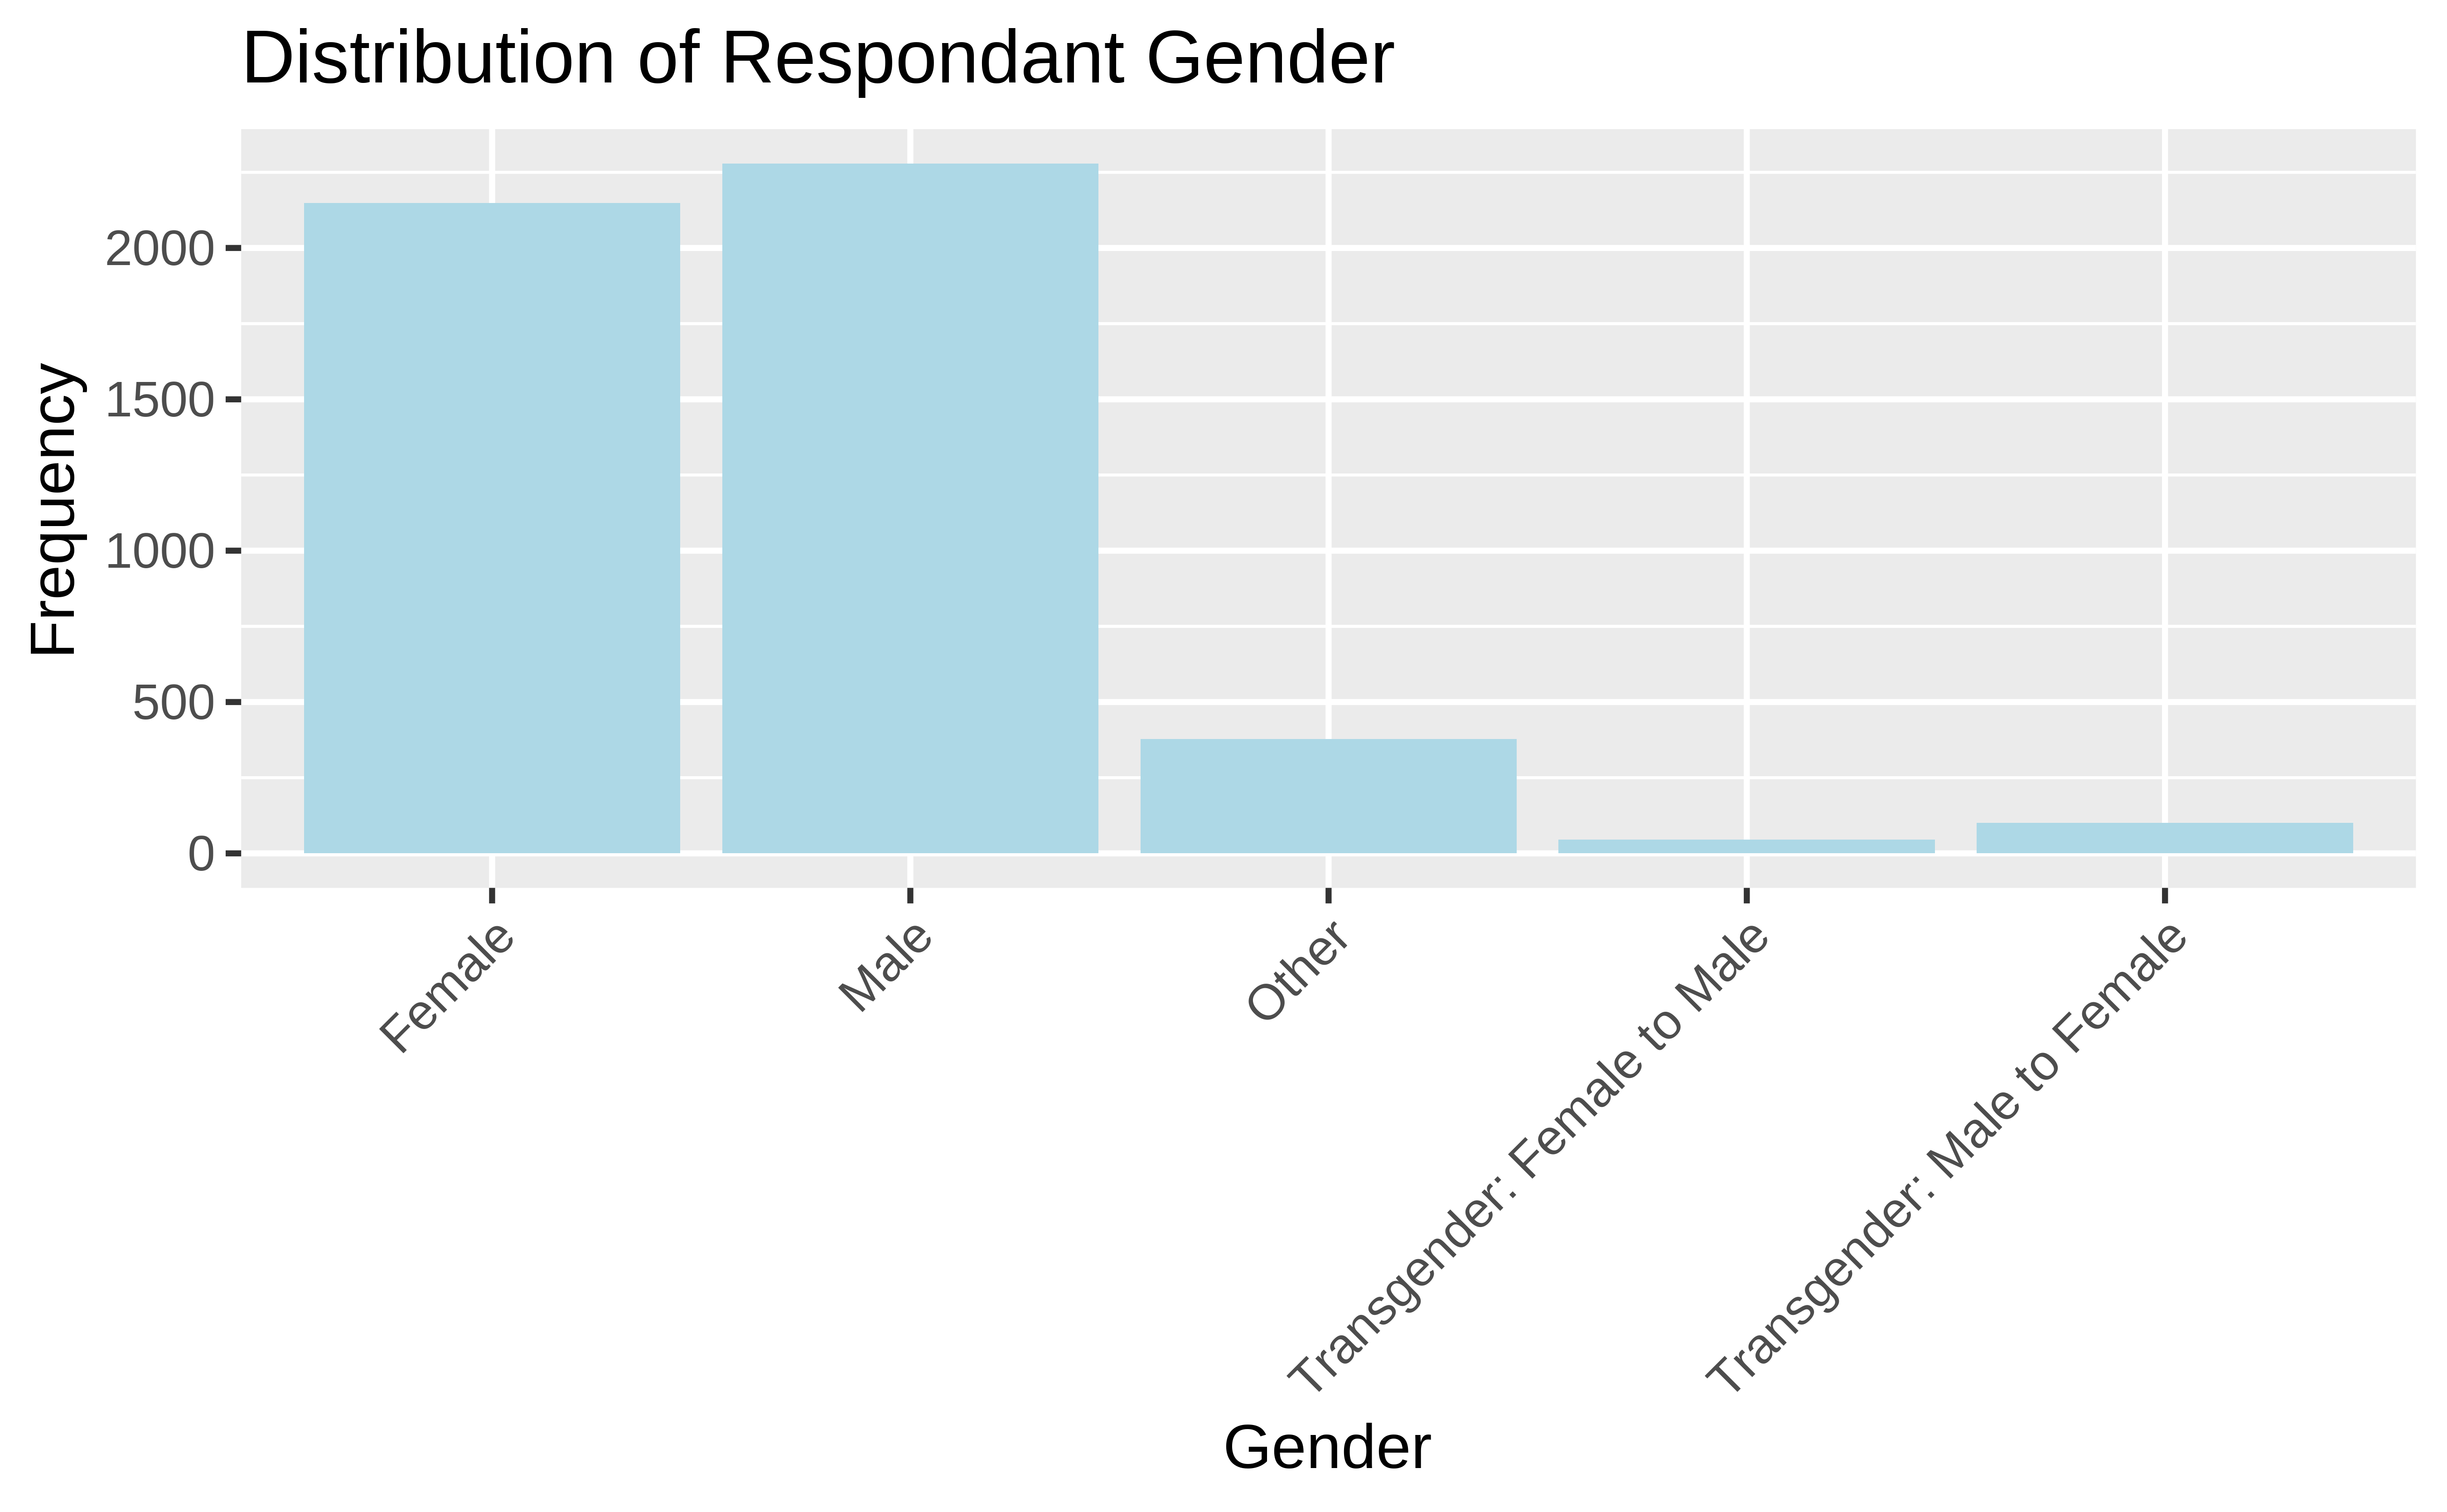 Distribution of Respondant Gender
Frequency
2000
1500
1000
500
0
Female
Male
Other
Transgender: Female to Male
Transgender: Male to Female
Gender